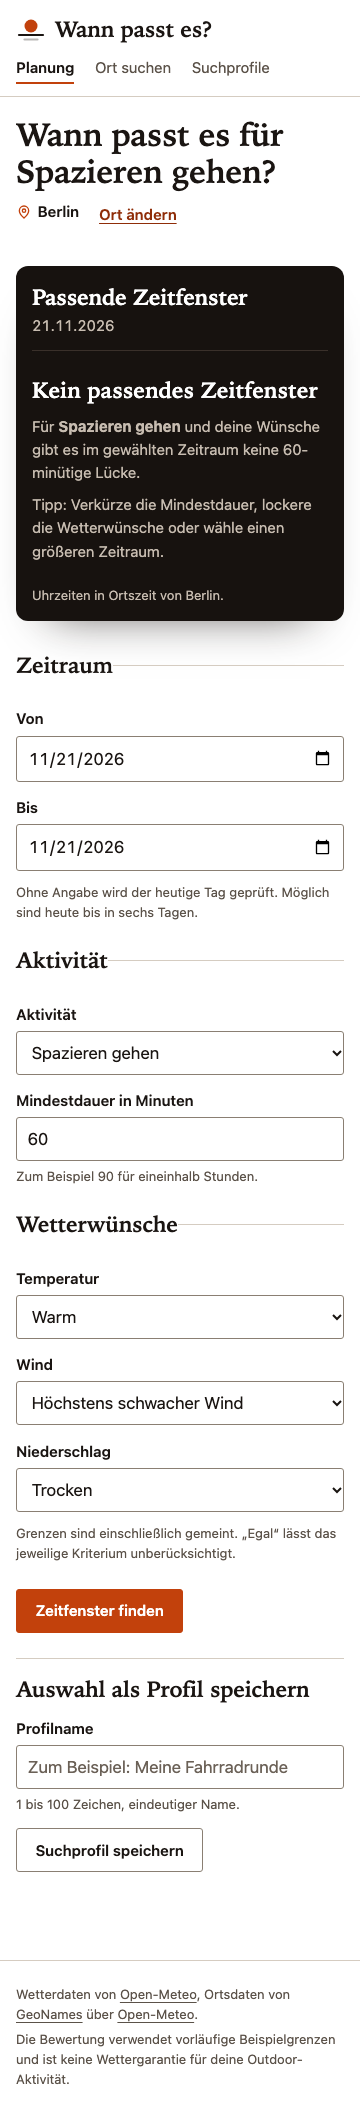 Wann passt es?
Planung Ort suchen Suchprofile
Wann passt es für
Spazieren gehen?
Berlin Ort ändern
Passende Zeitfenster
21.11.2026
Kein passendes Zeitfenster
Für Spazieren gehen und deine Wünsche
gibt es im gewählten Zeitraum keine 60-
minütige Lücke.
Tipp: Verkürze die Mindestdauer, lockere
die Wetterwünsche oder wähle einen
größeren Zeitraum.
Uhrzeiten in Ortszeit von Berlin.
Zeitraum
Von
11/21/2026
Bis
11/21/2026
Ohne Angabe wird der heutige Tag geprüft. Möglich
sind heute bis in sechs Tagen.
Aktivität
Aktivität
Spazieren gehen
Mindestdauer in Minuten
60
Zum Beispiel 90 für eineinhalb Stunden.
Wetterwünsche
Temperatur
Warm
Wind
Höchstens schwacher Wind
Niederschlag
Trocken
Grenzen sind einschließlich gemeint. „Egal“ lässt das
jeweilige Kriterium unberücksichtigt.
Zeitfenster finden
Auswahl als Profil speichern
Profilname
Zum Beispiel: Meine Fahrradrunde
1 bis 100 Zeichen, eindeutiger Name.
Suchprofil speichern
Wetterdaten von Open-Meteo, Ortsdaten von
GeoNames über Open-Meteo.
Die Bewertung verwendet vorläufige Beispielgrenzen
und ist keine Wettergarantie für deine Outdoor-
Aktivität.